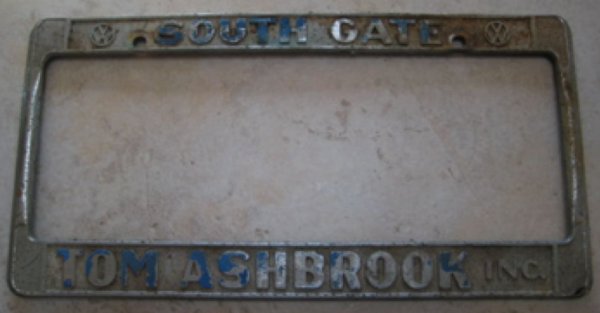 SOUTH GATE
TOM ASHBROOK INC.